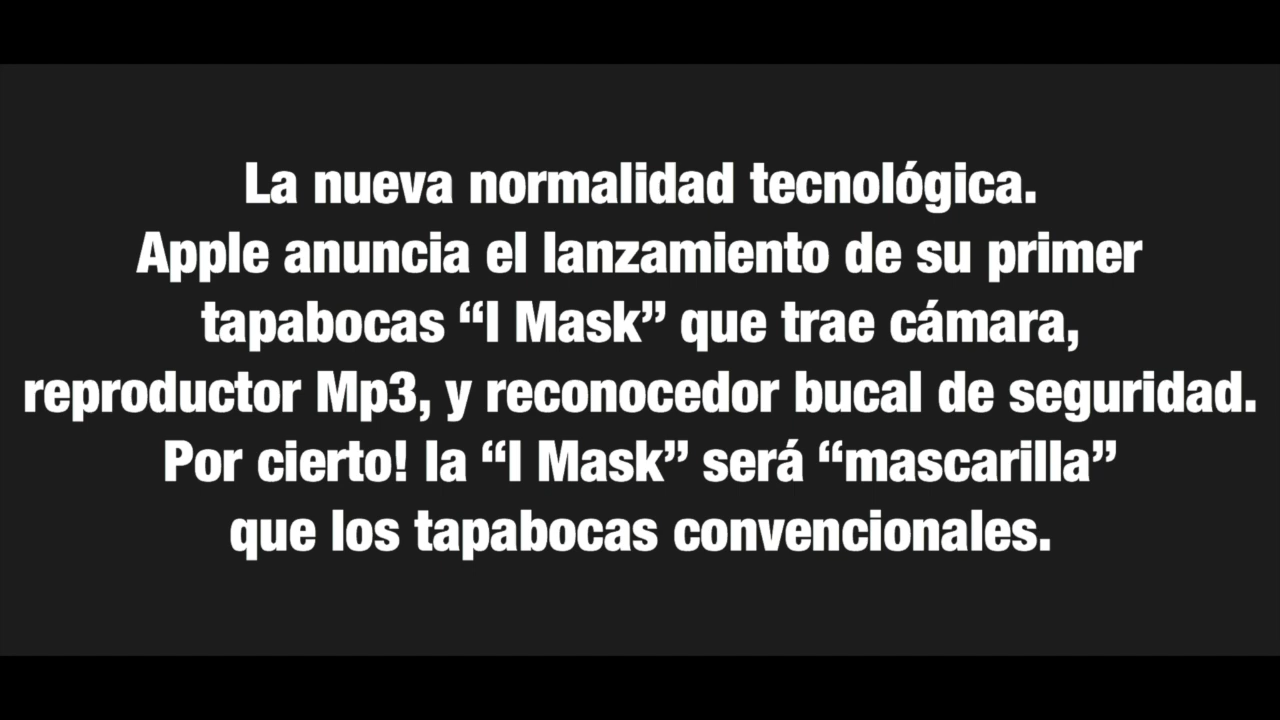 La nueva normalidad tecnológica.
Apple anuncia el lanzamiento de su primer
tapabocas “I Mask” que trae cámara,
reproductor Mp3, y reconocedor bucal de seguridad.
Por cierto! la “I Mask” será “mascarilla”
que los tapabocas convencionales.